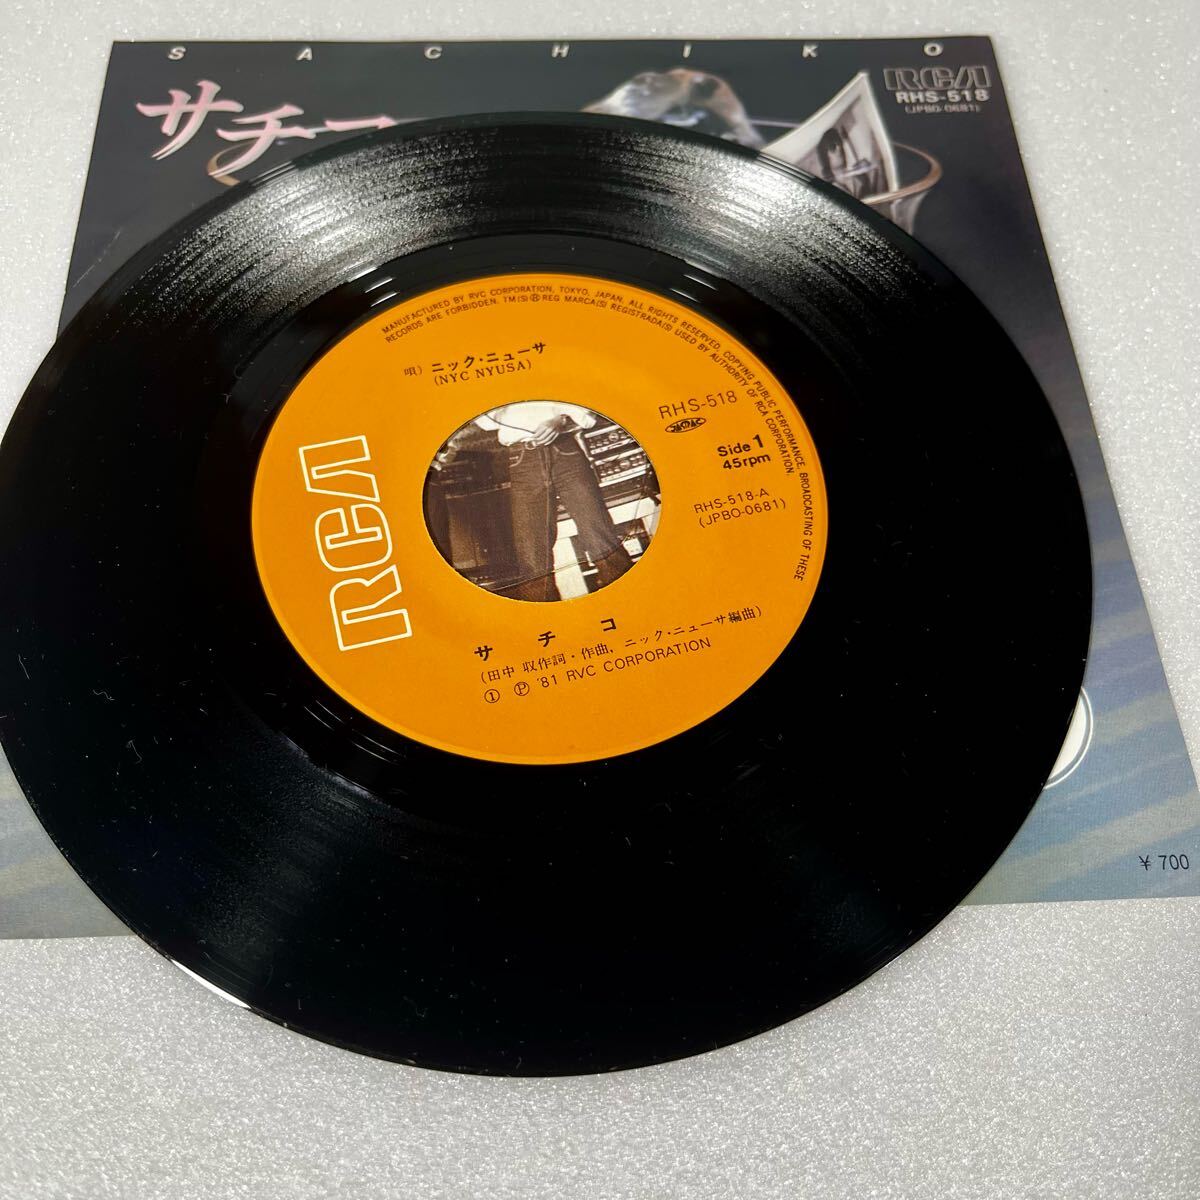 SACHIKO
サチコ
RCA
RHS-518
(JPBO-0681)
MANUFACTURED BY RVC CORPORATION, TOKYO, JAPAN, ALL RIGHTS RESERVED, COPYING PUBLIC PERFORMANCE, BROADCASTING OF THESE
RECORDS ARE FORBIDDEN. TM(S)®REG MARCA(S) REGISTRADA(S) USED BY AUTHORITY OF RCA CORPORATION.
唄) ニック・ニューサ
(NYC NYUSA)
RHS-518
JASRAC
Side 1
45rpm
RHS-518-A
(JPBO-0681)
RCA
サチコ
(田中 収作詞・作曲, ニック・ニューサ編曲)
① Ⓟ '81 RVC CORPORATION
¥ 700